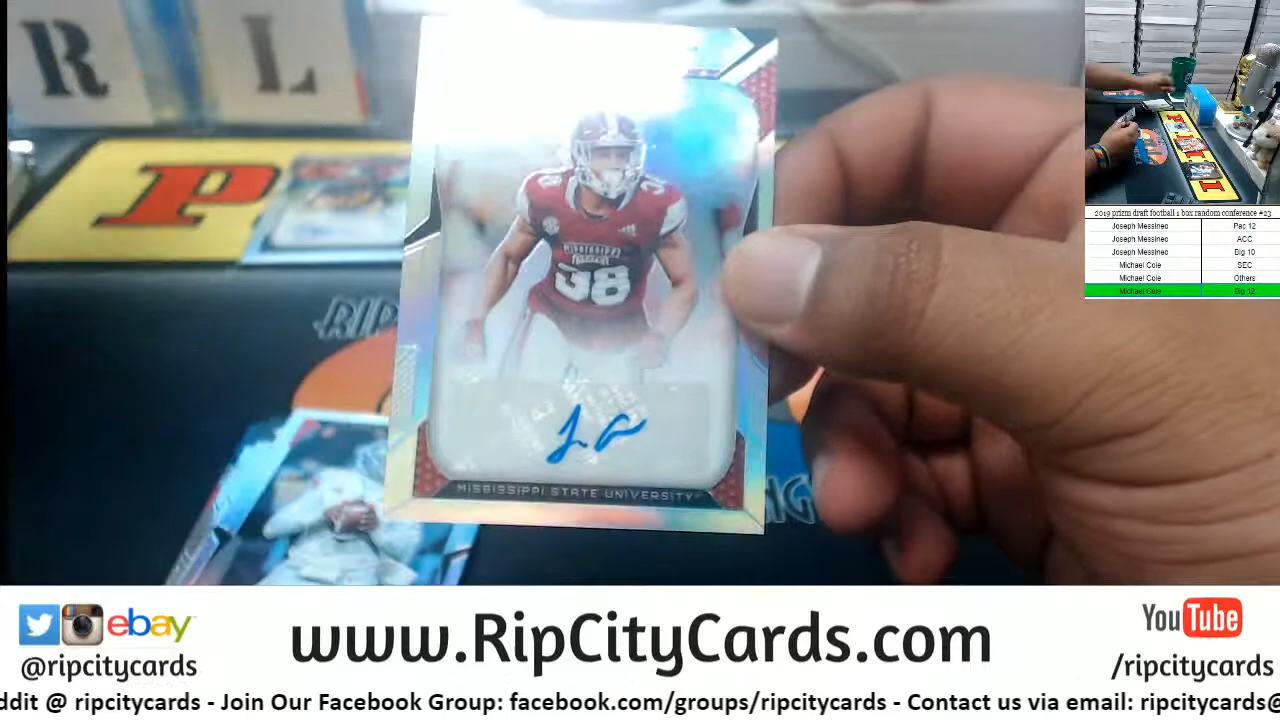 R L
P
RIP
38
38
MISSISSIPPI
STATE
38
MISSISSIPPI STATE UNIVERSITY
2019 prizm draft football 1 box random conference #23
Joseph Messineo Pac 12
Joseph Messineo ACC
Joseph Messineo Big 10
Michael Cole SEC
Michael Cole Others
Michael Cole Big 12
ebay
@ripcitycards
www.RipCityCards.com
YouTube
/ripcitycards
ddit @ ripcitycards - Join Our Facebook Group: facebook.com/groups/ripcitycards - Contact us via email: ripcitycards@